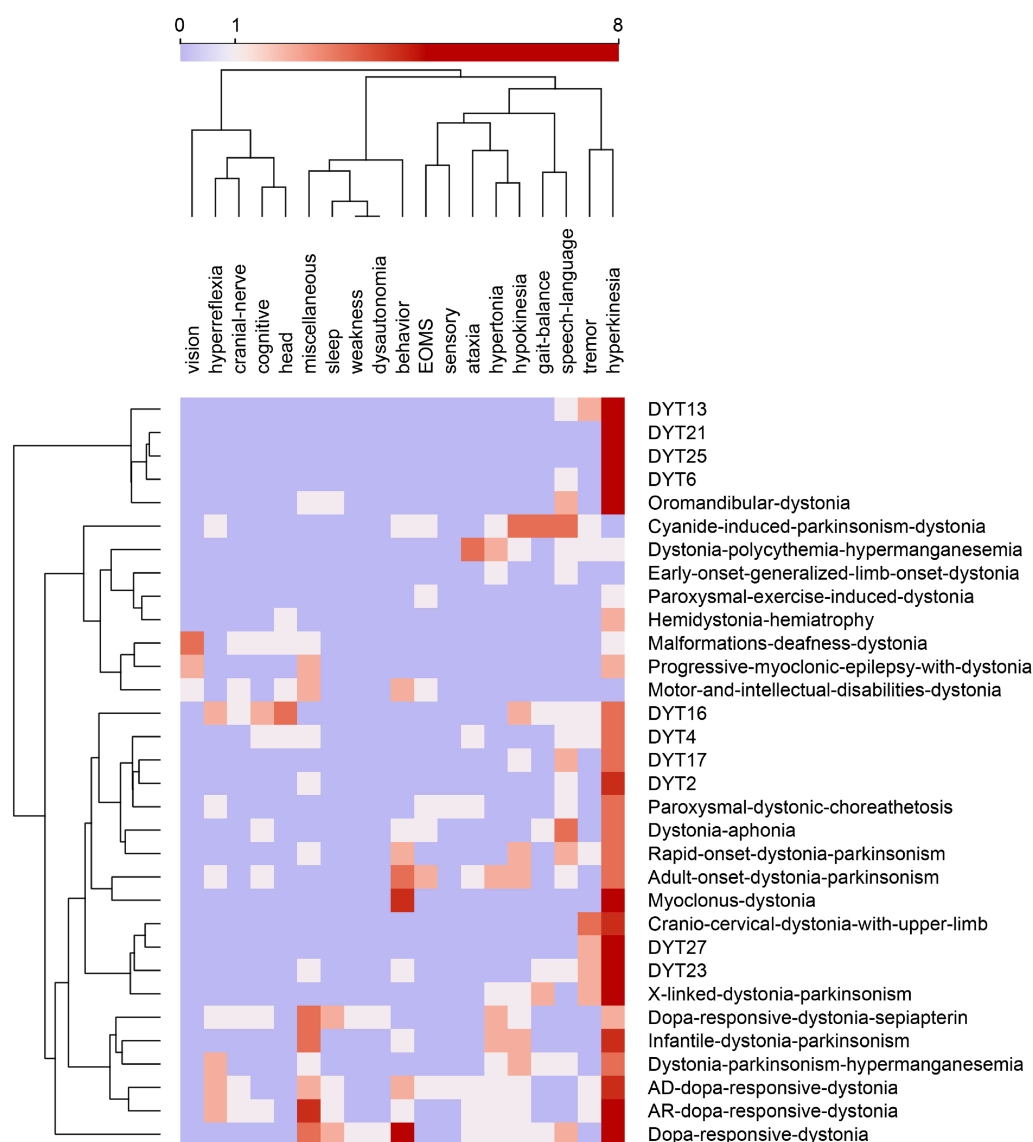 0 1 8
vision
hyperreflexia
cranial-nerve
cognitive
head
miscellaneous
sleep
weakness
dysautonomia
behavior
EOMS
sensory
ataxia
hypertonia
hypokinesia
gait-balance
speech-language
tremor
hyperkinesia
DYT13
DYT21
DYT25
DYT6
Oromandibular-dystonia
Cyanide-induced-parkinsonism-dystonia
Dystonia-polycythemia-hypermanganesemia
Early-onset-generalized-limb-onset-dystonia
Paroxysmal-exercise-induced-dystonia
Hemidystonia-hemiatrophy
Malformations-deafness-dystonia
Progressive-myoclonic-epilepsy-with-dystonia
Motor-and-intellectual-disabilities-dystonia
DYT16
DYT4
DYT17
DYT2
Paroxysmal-dystonic-choreathetosis
Dystonia-aphonia
Rapid-onset-dystonia-parkinsonism
Adult-onset-dystonia-parkinsonism
Myoclonus-dystonia
Cranio-cervical-dystonia-with-upper-limb
DYT27
DYT23
X-linked-dystonia-parkinsonism
Dopa-responsive-dystonia-sepiapterin
Infantile-dystonia-parkinsonism
Dystonia-parkinsonism-hypermanganesemia
AD-dopa-responsive-dystonia
AR-dopa-responsive-dystonia
Dopa-responsive-dystonia